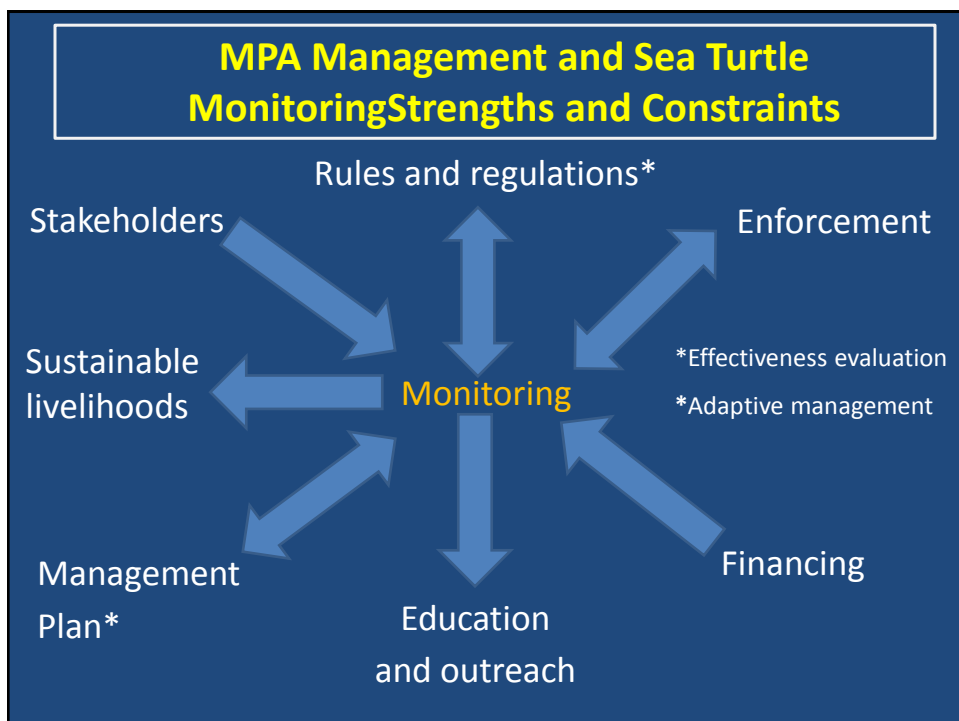 MPA Management and Sea Turtle
MonitoringStrengths and Constraints
Rules and regulations*
Stakeholders
Enforcement
Sustainable
livelihoods
Monitoring
*Effectiveness evaluation
*Adaptive management
Management
Plan*
Education
and outreach
Financing